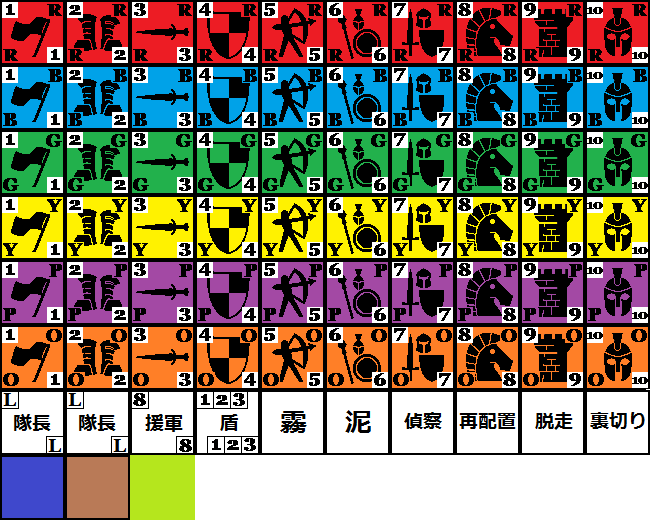 1 R 2 R 3 R 4 R 5 R 6 R 7 R 8 R 9 R 10 R
R 1 R 2 R 3 R 4 R 5 R 6 R 7 R 8 R 9 R 10
1 B 2 B 3 B 4 B 5 B 6 B 7 B 8 B 9 B 10 B
B 1 B 2 B 3 B 4 B 5 B 6 B 7 B 8 B 9 B 10
1 G 2 G 3 G 4 G 5 G 6 G 7 G 8 G 9 G 10 G
G 1 G 2 G 3 G 4 G 5 G 6 G 7 G 8 G 9 G 10
1 Y 2 Y 3 Y 4 Y 5 Y 6 Y 7 Y 8 Y 9 Y 10 Y
Y 1 Y 2 Y 3 Y 4 Y 5 Y 6 Y 7 Y 8 Y 9 Y 10
1 P 2 P 3 P 4 P 5 P 6 P 7 P 8 P 9 P 10 P
P 1 P 2 P 3 P 4 P 5 P 6 P 7 P 8 P 9 P 10
1 O 2 O 3 O 4 O 5 O 6 O 7 O 8 O 9 O 10 O
O 1 O 2 O 3 O 4 O 5 O 6 O 7 O 8 O 9 O 10
L L 8 1 2 3
隊長 隊長 援軍 盾 霧 泥 偵察 再配置 脱走 裏切り
L L 8 1 2 3